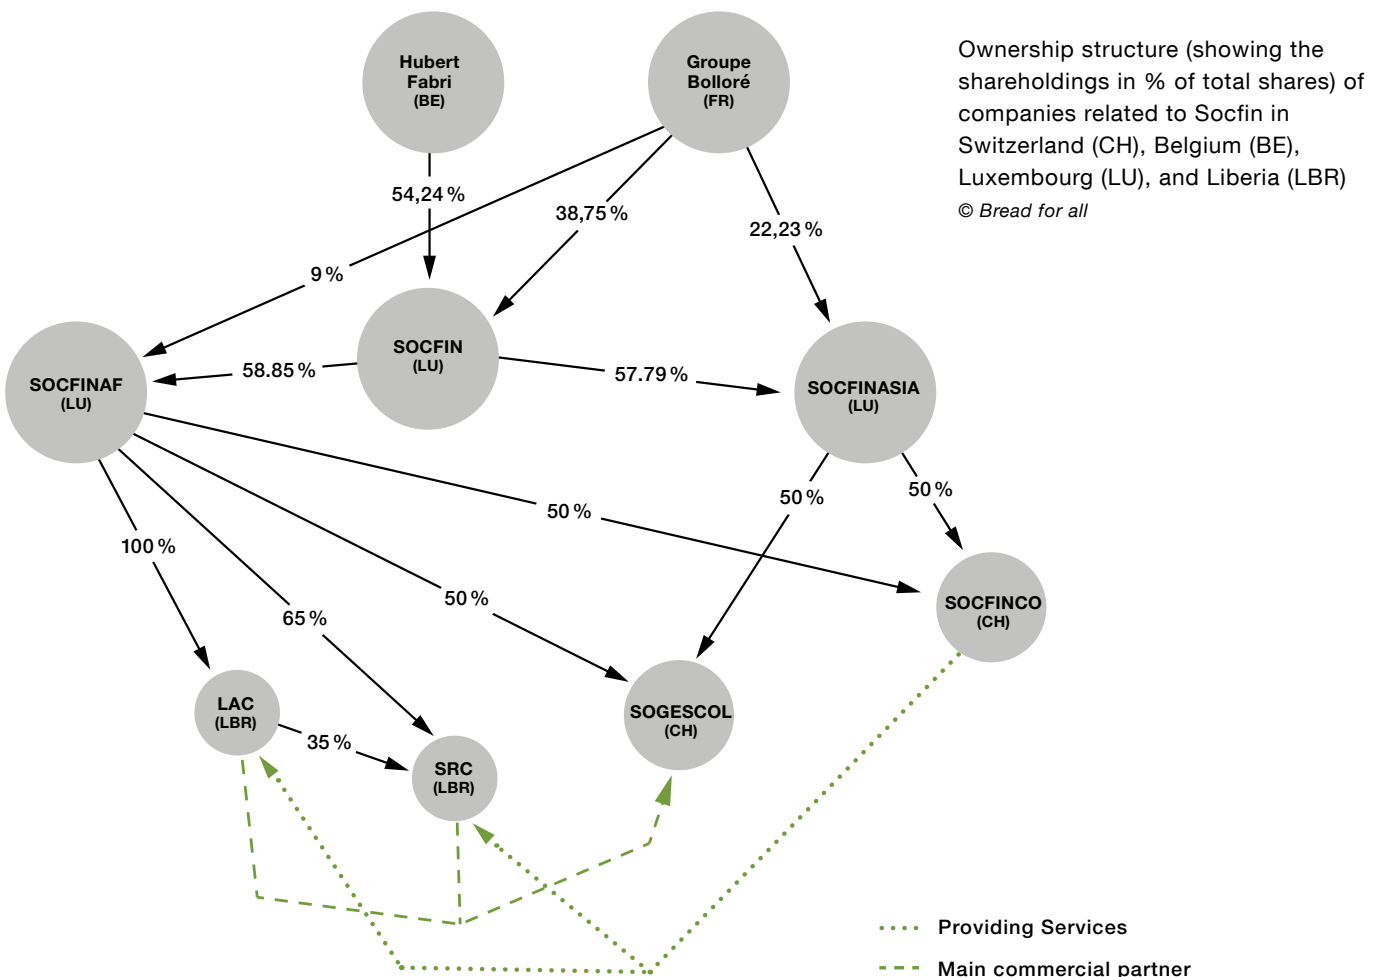 Hubert
Fabri
(BE)
Groupe
Bolloré
(FR)
Ownership structure (showing the
shareholdings in % of total shares) of
companies related to Socfin in
Switzerland (CH), Belgium (BE),
Luxembourg (LU), and Liberia (LBR)
© Bread for all
54,24 %
38,75 %
22,23 %
9 %
SOCFIN
(LU)
58.85 %
57.79 %
SOCFINAF
(LU)
SOCFINASIA
(LU)
50 %
50 %
50 %
100 %
50 %
65 %
SOCFINCO
(CH)
LAC
(LBR)
SOGESCOL
(CH)
35 %
SRC
(LBR)
Providing Services
Main commercial partner